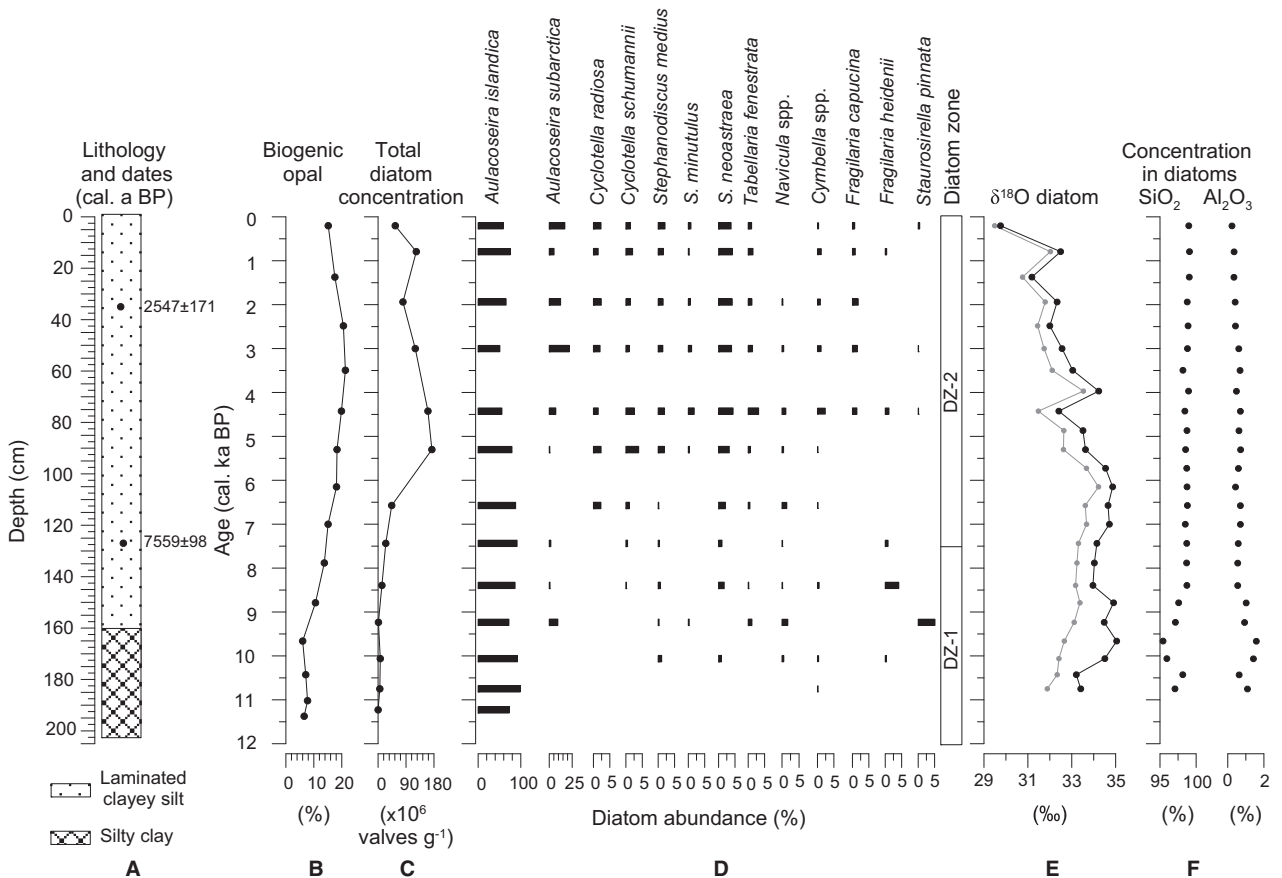 Lithology
and dates
(cal. a BP)
Biogenic
opal
Total
diatom
concentration
Aulacoseira islandica
Aulacoseira subarctica
Cyclotella radiosa
Cyclotella schumannii
Stephanodiscus medius
S. minutulus
S. neoastraea
Tabellaria fenestrata
Navicula spp.
Cymbella spp.
Fragilaria capucina
Fragilaria heidenii
Staurosirella pinnata
Diatom zone
δ¹⁸O diatom
Concentration
in diatoms
SiO₂ Al₂O₃
Depth (cm)
0
20
40
60
80
100
120
140
160
180
200
2547±171
7559±98
Age (cal. ka BP)
0
1
2
3
4
5
6
7
8
9
10
11
12
DZ-2
DZ-1
0 10 20
(%)
0 90 180
(x10⁶
valves g⁻¹)
0 100
0 25
0 5
0 5
0 5
0 5
0 5
0 5
0 5
0 5
0 5
0 5
0 5
Diatom abundance (%)
29 31 33 35
(‰)
95 100
(%)
0 2
(%)
Laminated
clayey silt
Silty clay
A B C D E F